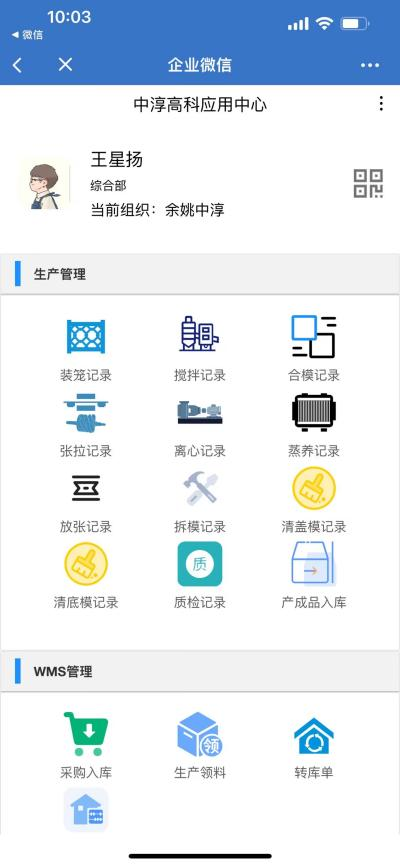 10:03
◀ 微信
企业微信
中淳高科应用中心
王星扬
综合部
当前组织：余姚中淳
生产管理
装笼记录
搅拌记录
合模记录
张拉记录
离心记录
蒸养记录
放张记录
拆模记录
清盖模记录
质
清底模记录
质检记录
产成品入库
WMS管理
领
采购入库
生产领料
转库单